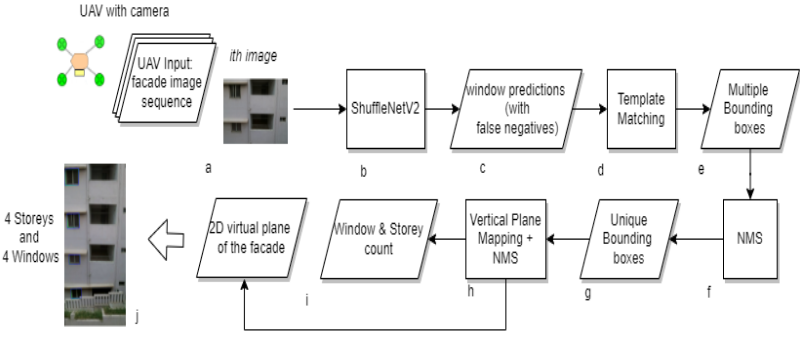 UAV with camera
UAV Input:
facade image
sequence
ith image
a
ShuffleNetV2
b
window predictions
(with
false negatives)
c
Template
Matching
d
Multiple
Bounding
boxes
e
NMS
f
Unique
Bounding
boxes
g
Vertical Plane
Mapping +
NMS
h
Window & Storey
count
i
2D virtual plane
of the facade
4 Storeys
and
4 Windows
j